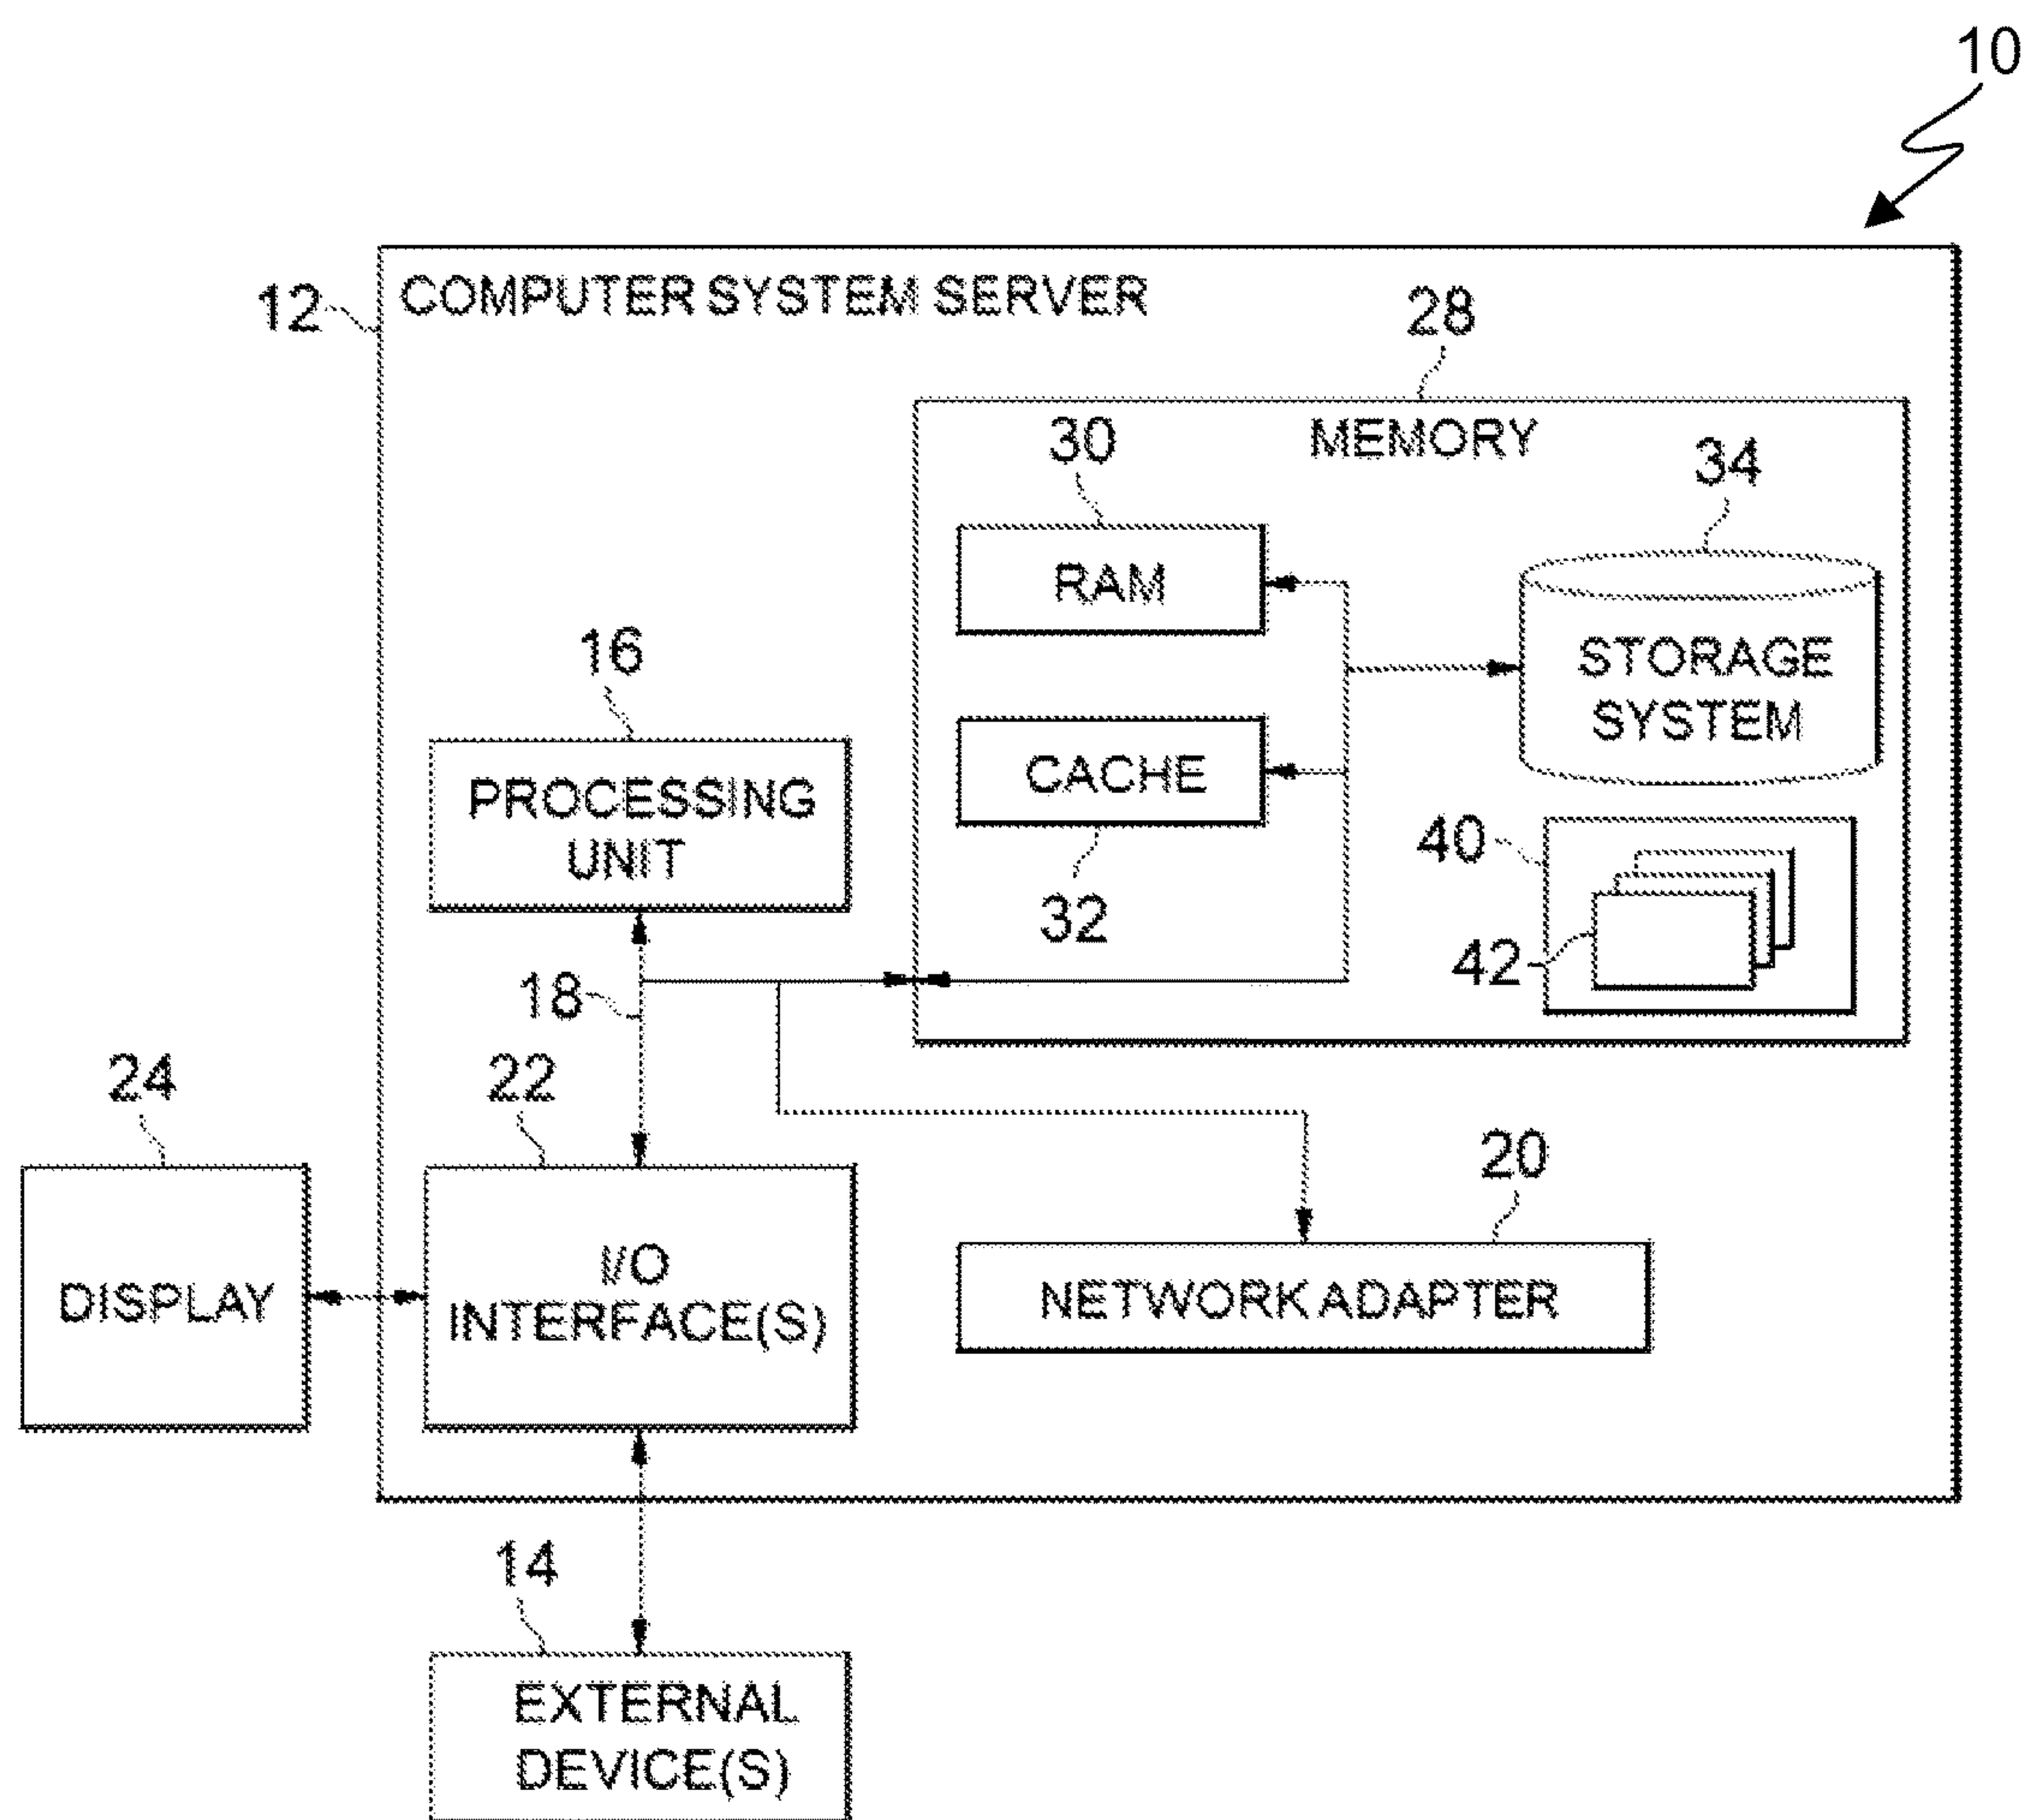 10
12
COMPUTER SYSTEM SERVER
28
MEMORY
30
34
RAM
STORAGE
SYSTEM
16
PROCESSING
UNIT
CACHE
32
40
42
18
24
22
20
DISPLAY
I/O
INTERFACE(S)
NETWORK ADAPTER
14
EXTERNAL
DEVICE(S)